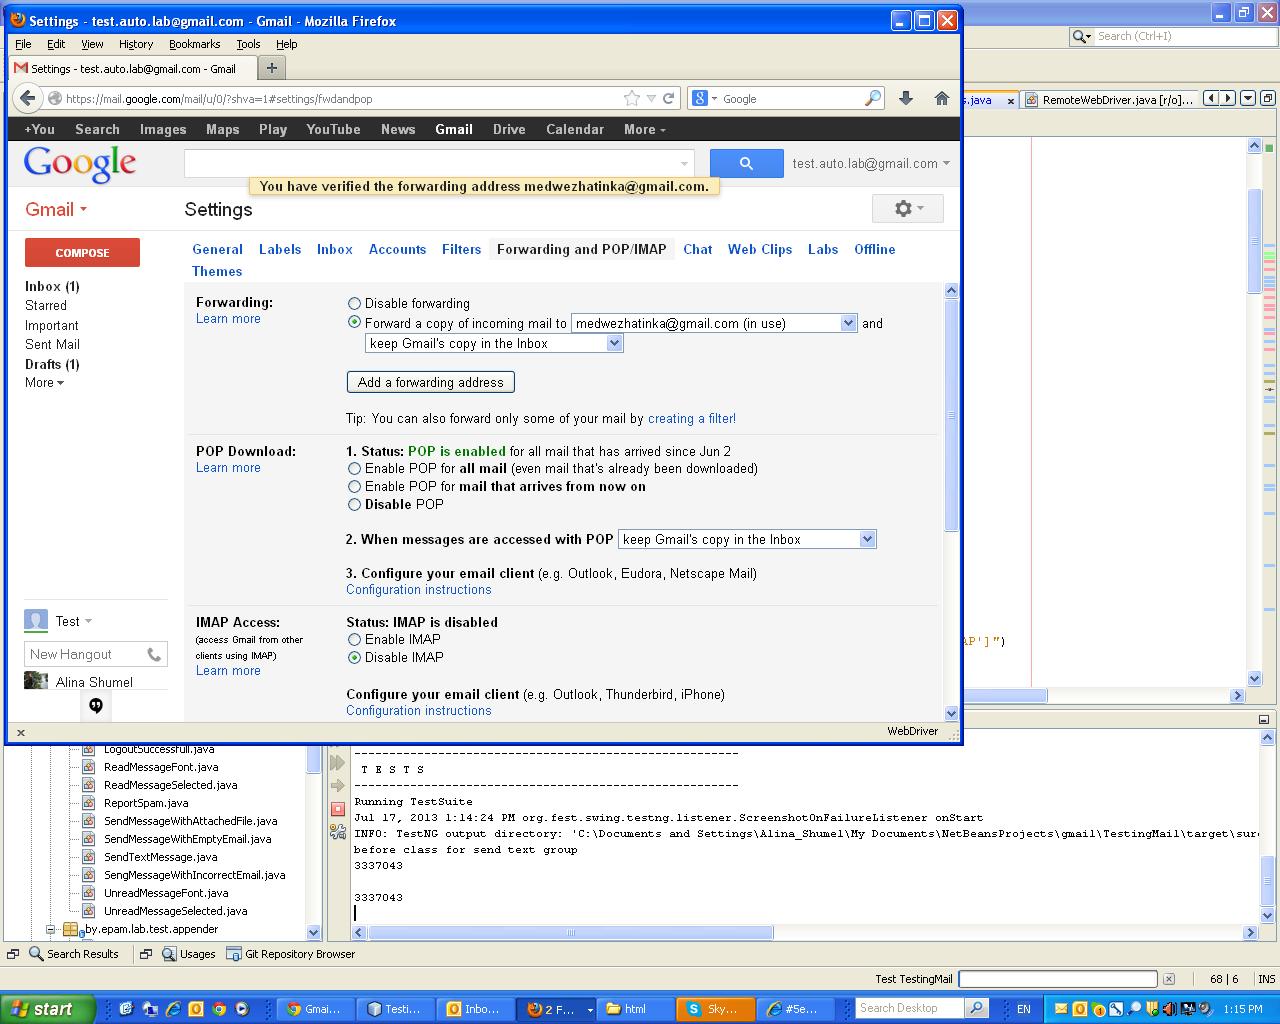 Settings - test.auto.lab@gmail.com - Gmail - Mozilla Firefox
File Edit View History Bookmarks Tools Help
Search (Ctrl+I)
Settings - test.auto.lab@gmail.com - Gmail
https://mail.google.com/mail/u/0/?shva=1#settings/fwdandpop
Google
s.java
RemoteWebDriver.java [r/o]...
+You Search Images Maps Play YouTube News Gmail Drive Calendar More
Google
test.auto.lab@gmail.com
You have verified the forwarding address medwezhatinka@gmail.com.
Gmail
Settings
COMPOSE
General Labels Inbox Accounts Filters Forwarding and POP/IMAP Chat Web Clips Labs Offline
Themes
Inbox (1)
Starred
Important
Sent Mail
Drafts (1)
More
Forwarding:
Learn more
Disable forwarding
Forward a copy of incoming mail to medwezhatinka@gmail.com (in use) and
keep Gmail's copy in the Inbox
Add a forwarding address
Tip: You can also forward only some of your mail by creating a filter!
POP Download:
Learn more
1. Status: POP is enabled for all mail that has arrived since Jun 2
Enable POP for all mail (even mail that's already been downloaded)
Enable POP for mail that arrives from now on
Disable POP
2. When messages are accessed with POP keep Gmail's copy in the Inbox
3. Configure your email client (e.g. Outlook, Eudora, Netscape Mail)
Configuration instructions
IMAP Access:
(access Gmail from other
clients using IMAP)
Learn more
Status: IMAP is disabled
Enable IMAP
Disable IMAP
Configure your email client (e.g. Outlook, Thunderbird, iPhone)
Configuration instructions
Test
New Hangout
Alina Shumel
AP']")
WebDriver
LogoutSuccessfull.java
ReadMessageFont.java
ReadMessageSelected.java
ReportSpam.java
SendMessageWithAttachedFile.java
SendMessageWithEmptyEmail.java
SendTextMessage.java
SengMessageWithIncorrectEmail.java
UnreadMessageFont.java
UnreadMessageSelected.java
by.epam.lab.test.appender
-------------------------------------------------------
T E S T S
-------------------------------------------------------
Running TestSuite
Jul 17, 2013 1:14:24 PM org.fest.swing.testng.listener.ScreenshotOnFailureListener onStart
INFO: TestNG output directory: 'C:\Documents and Settings\Alina_Shumel\My Documents\NetBeansProjects\gmail\TestingMail\target\sure
before class for send text group
3337043
3337043
Search Results Usages Git Repository Browser
Test TestingMail 68 | 6 INS
start Gmai... Testi... Inbo... 2 F... html Sky... #5e... Search Desktop EN 1:15 PM